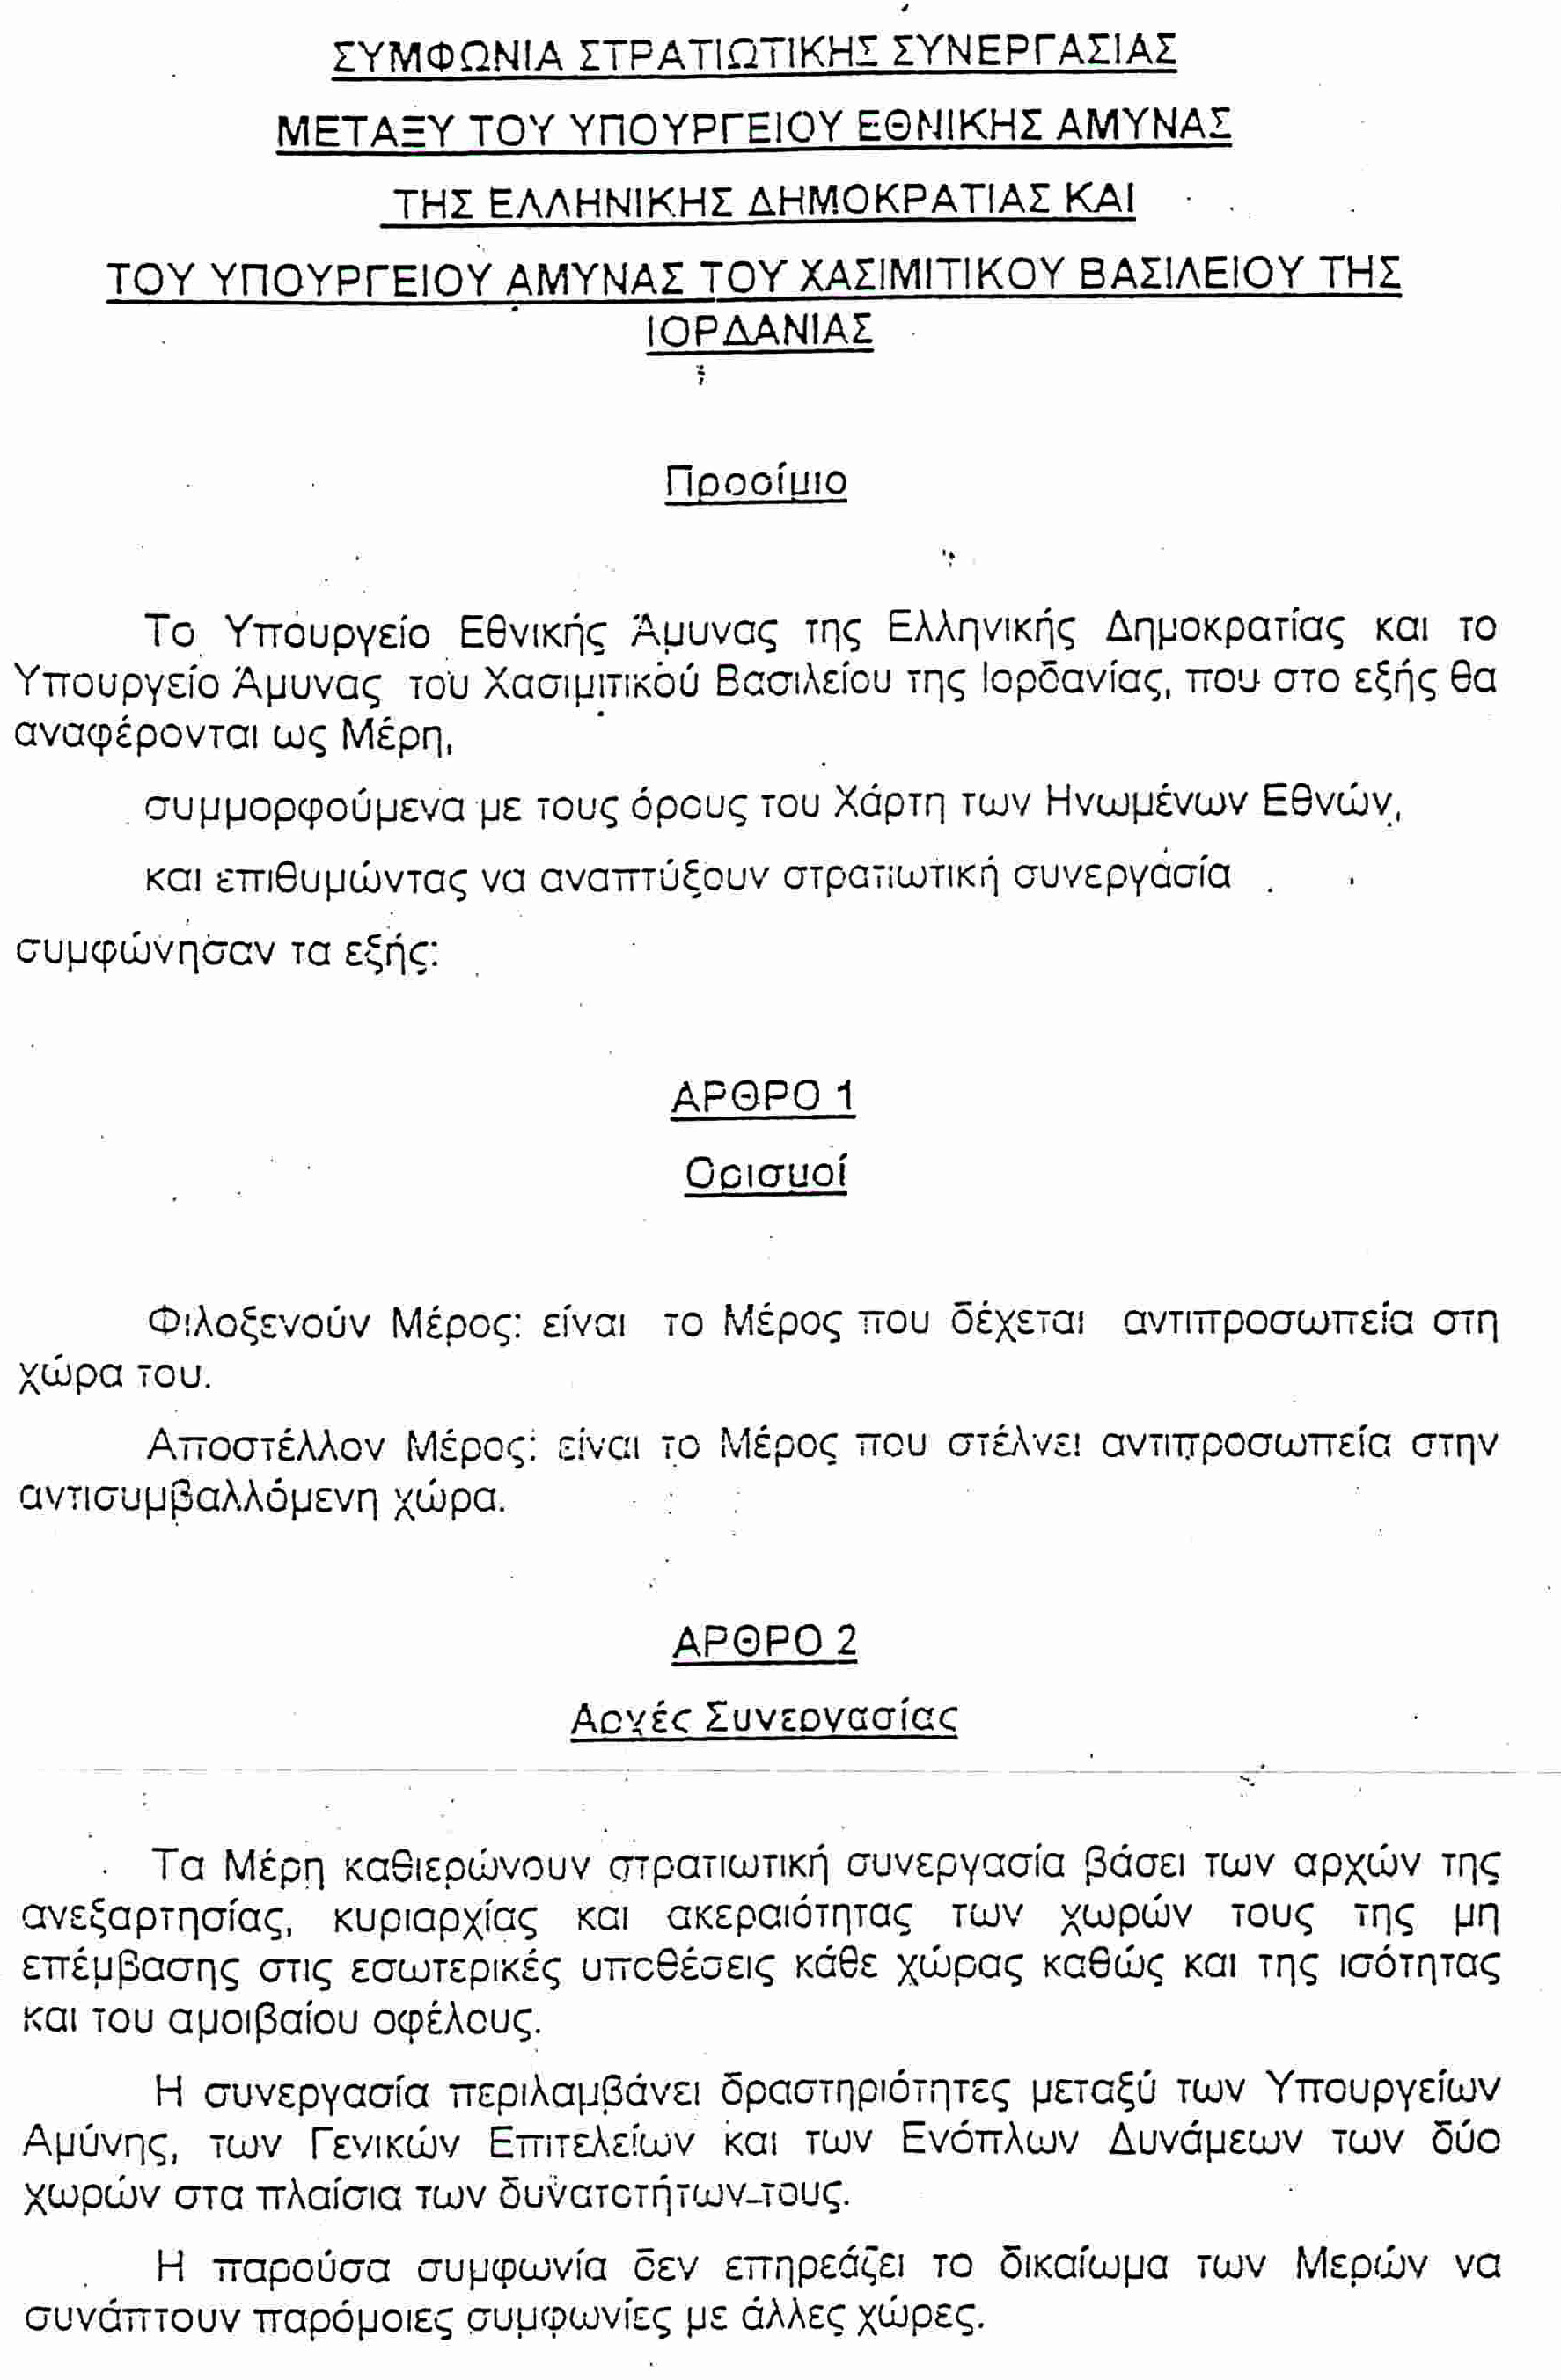 ΣΥΜΦΩΝΙΑ ΣΤΡΑΤΙΩΤΙΚΗΣ ΣΥΝΕΡΓΑΣΙΑΣ
ΜΕΤΑΞΥ ΤΟΥ ΥΠΟΥΡΓΕΙΟΥ ΕΘΝΙΚΗΣ ΑΜΥΝΑΣ
ΤΗΣ ΕΛΛΗΝΙΚΗΣ ΔΗΜΟΚΡΑΤΙΑΣ ΚΑΙ
ΤΟΥ ΥΠΟΥΡΓΕΙΟΥ ΑΜΥΝΑΣ ΤΟΥ ΧΑΣΙΜΙΤΙΚΟΥ ΒΑΣΙΛΕΙΟΥ ΤΗΣ
ΙΟΡΔΑΝΙΑΣ
Προοίμιο
Το Υπουργείο Εθνικής Άμυνας της Ελληνικής Δημοκρατίας και το
Υπουργείο Άμυνας του Χασιμιτικού Βασιλείου της Ιορδανίας, που στο εξής θα
αναφέρονται ως Μέρη,
συμμορφούμενα με τους όρους του Χάρτη των Ηνωμένων Εθνών,
και επιθυμώντας να αναπτύξουν στρατιωτική συνεργασία
συμφώνησαν τα εξής:
ΑΡΘΡΟ 1
Ορισμοί
Φιλοξενούν Μέρος: είναι το Μέρος που δέχεται αντιπροσωπεία στη
χώρα του.
Αποστέλλον Μέρος: είναι το Μέρος που στέλνει αντιπροσωπεία στην
αντισυμβαλλόμενη χώρα.
ΑΡΘΡΟ 2
Αρχές Συνεργασίας
Τα Μέρη καθιερώνουν στρατιωτική συνεργασία βάσει των αρχών της
ανεξαρτησίας, κυριαρχίας και ακεραιότητας των χωρών τους της μη
επέμβασης στις εσωτερικές υποθέσεις κάθε χώρας καθώς και της ισότητας
και του αμοιβαίου οφέλους.
Η συνεργασία περιλαμβάνει δραστηριότητες μεταξύ των Υπουργείων
Αμύνης, των Γενικών Επιτελείων και των Ενόπλων Δυνάμεων των δύο
χωρών στα πλαίσια των δυνατοτήτων τους.
Η παρούσα συμφωνία δεν επηρεάζει το δικαίωμα των Μερών να
συνάπτουν παρόμοιες συμφωνίες με άλλες χώρες.